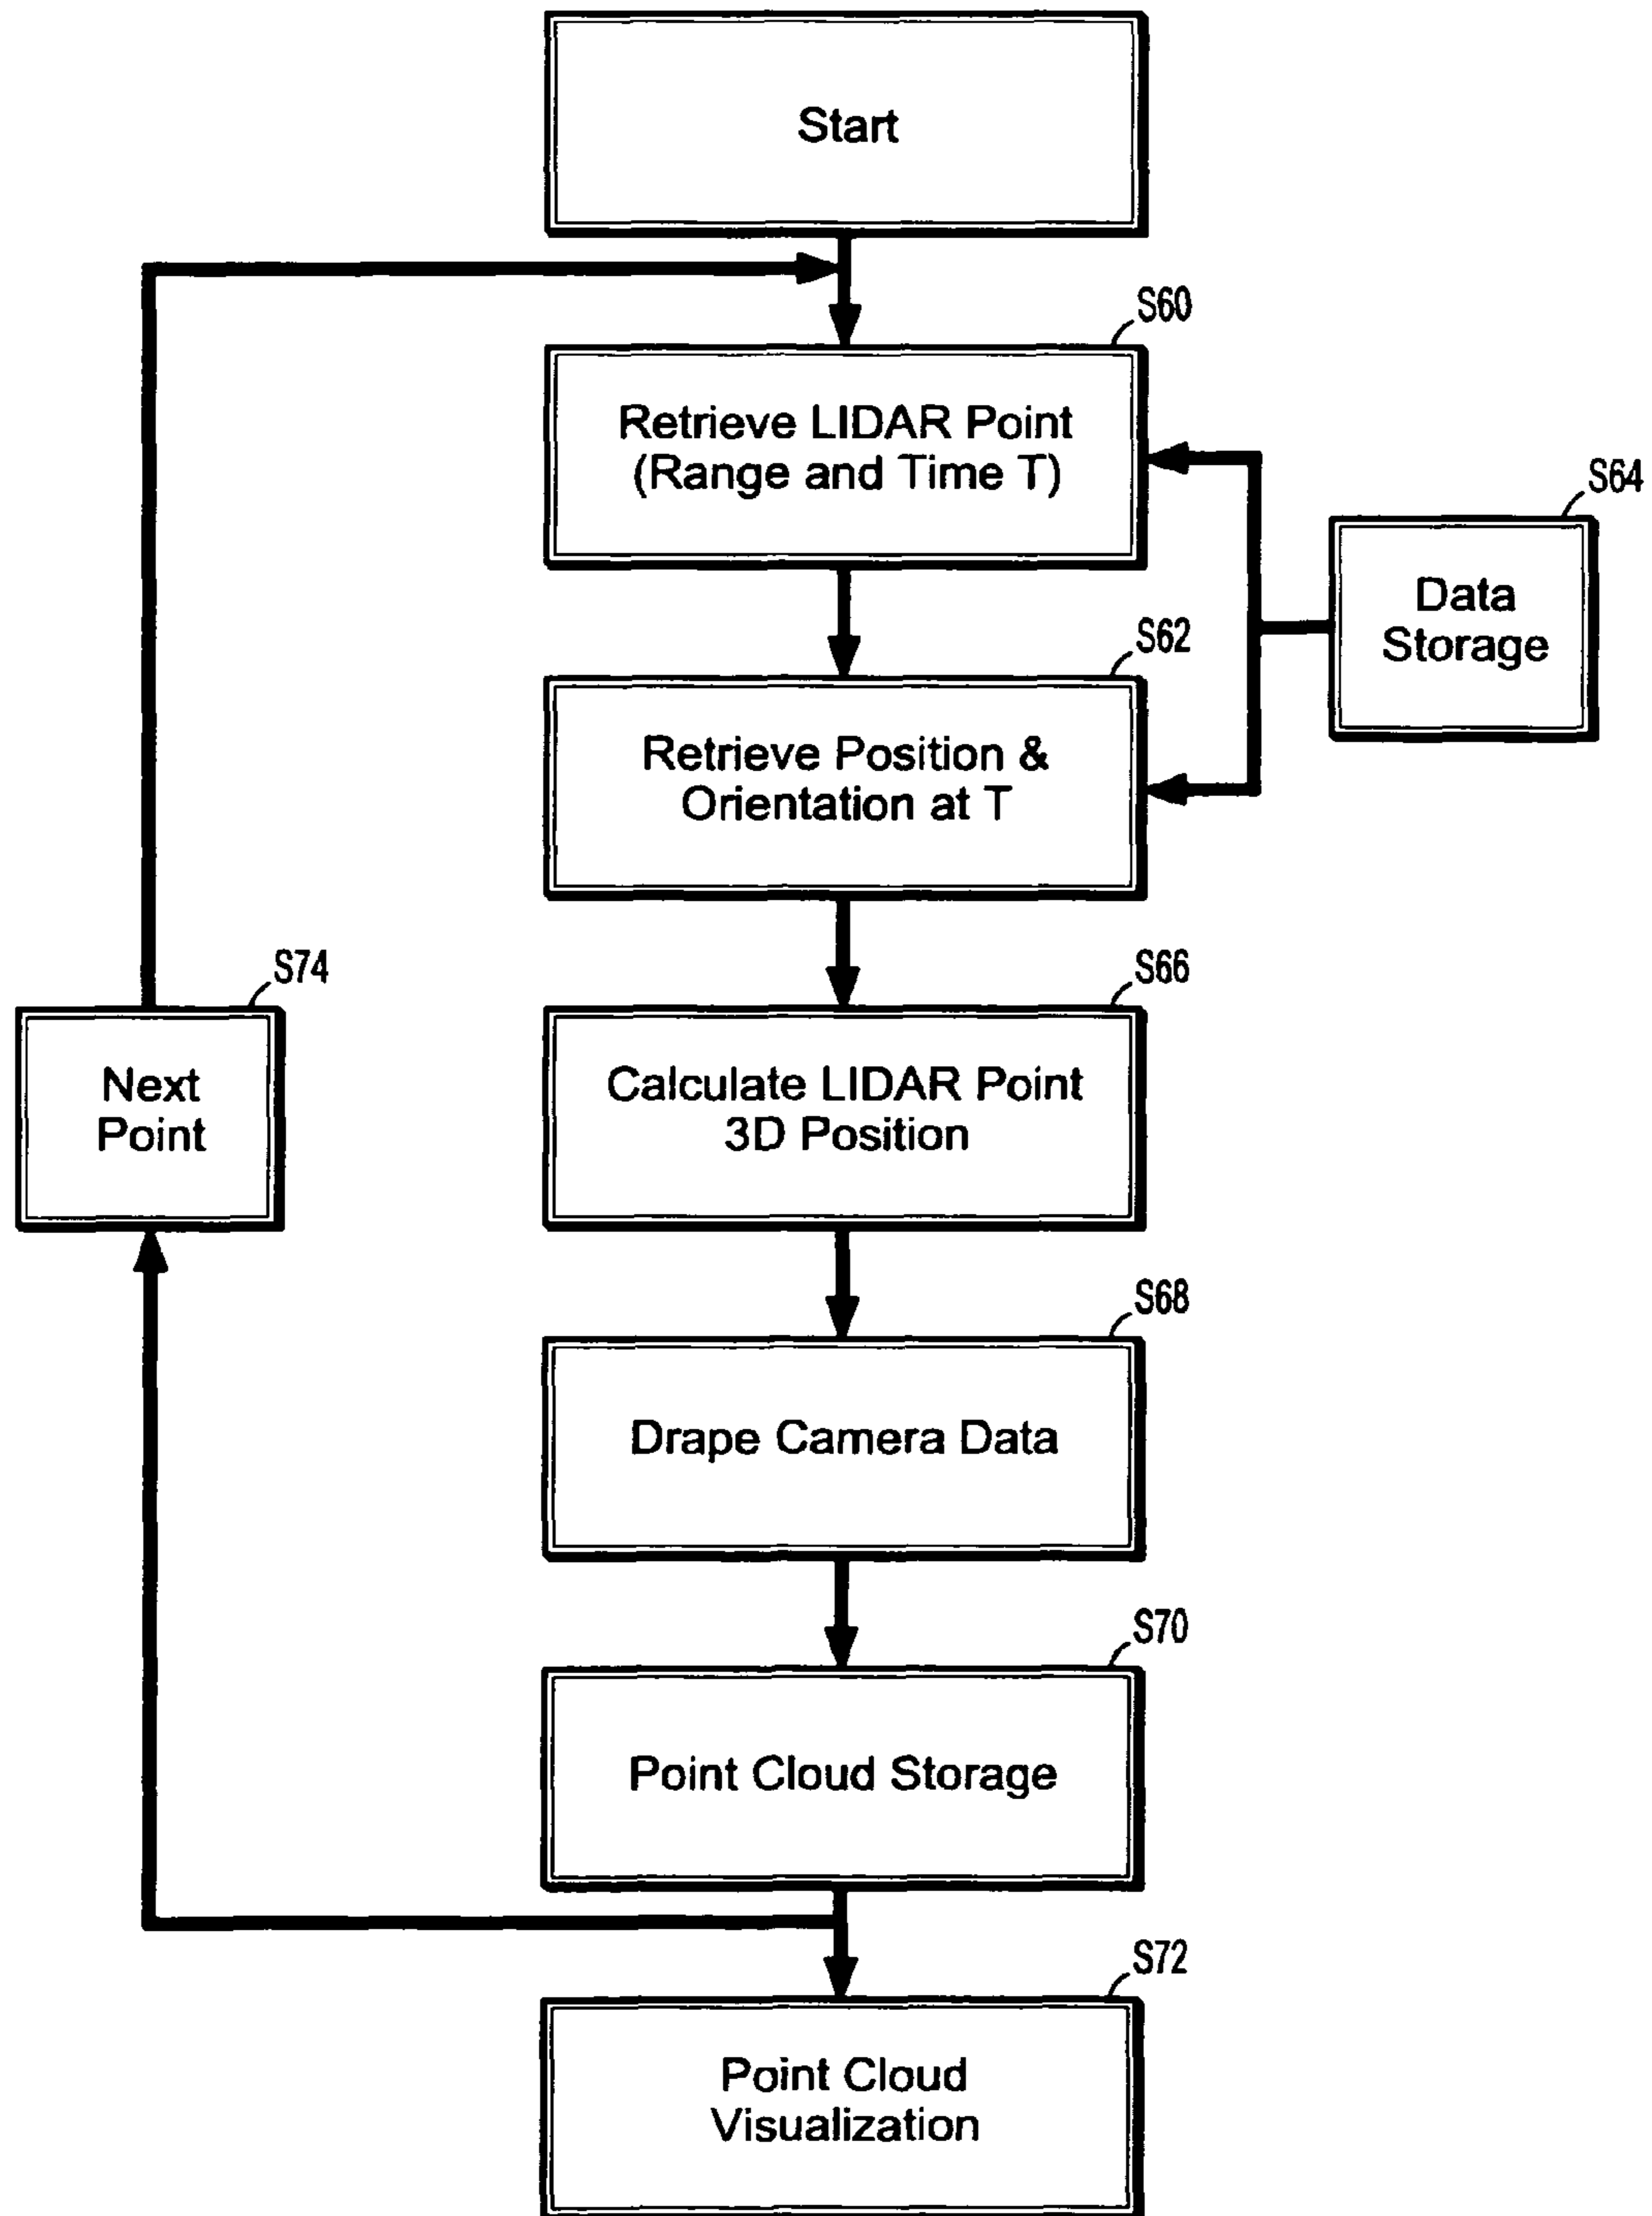 Start
S60
Retrieve LIDAR Point
(Range and Time T)
S64
Data
Storage
S62
Retrieve Position &
Orientation at T
S74
Next
Point
S66
Calculate LIDAR Point
3D Position
S68
Drape Camera Data
S70
Point Cloud Storage
S72
Point Cloud
Visualization